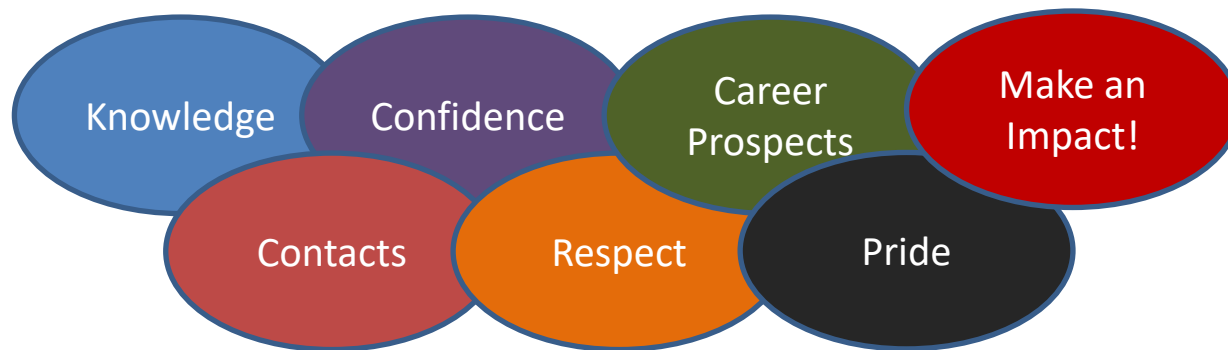 Knowledge
Confidence
Career
Prospects
Make an
Impact!
Contacts
Respect
Pride